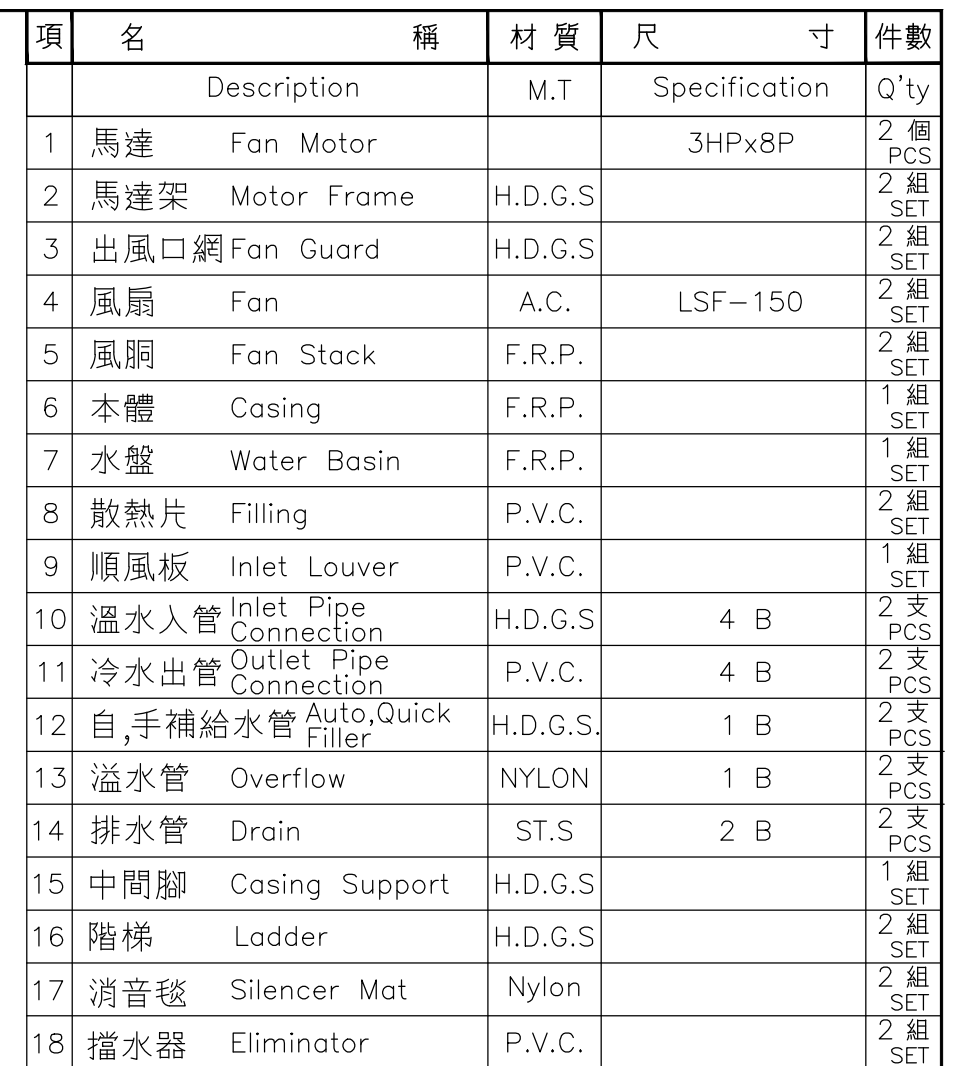 項 名 稱 材 質 尺 寸 件數
Description M.T Specification Q'ty
1 馬達 Fan Motor 3HPx8P 2 個 PCS
2 馬達架 Motor Frame H.D.G.S 2 組 SET
3 出風口網 Fan Guard H.D.G.S 2 組 SET
4 風扇 Fan A.C. LSF-150 2 組 SET
5 風胴 Fan Stack F.R.P. 2 組 SET
6 本體 Casing F.R.P. 1 組 SET
7 水盤 Water Basin F.R.P. 1 組 SET
8 散熱片 Filling P.V.C. 2 組 SET
9 順風板 Inlet Louver P.V.C. 1 組 SET
10 溫水入管 Inlet Pipe Connection H.D.G.S 4 B 2 支 PCS
11 冷水出管 Outlet Pipe Connection P.V.C. 4 B 2 支 PCS
12 自,手補給水管 Auto,Quick Filler H.D.G.S. 1 B 2 支 PCS
13 溢水管 Overflow NYLON 1 B 2 支 PCS
14 排水管 Drain ST.S 2 B 2 支 PCS
15 中間腳 Casing Support H.D.G.S 1 組 SET
16 階梯 Ladder H.D.G.S 2 組 SET
17 消音毯 Silencer Mat Nylon 2 組 SET
18 擋水器 Eliminator P.V.C. 2 組 SET